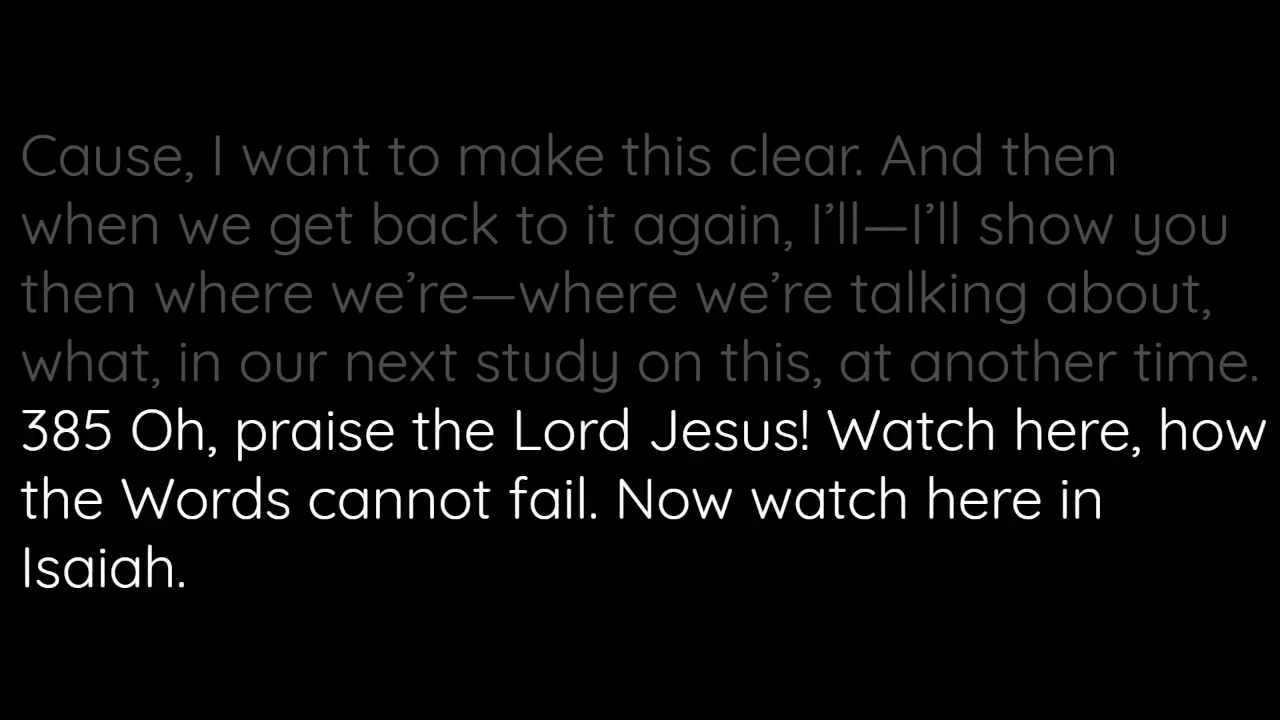 Cause, I want to make this clear. And then
when we get back to it again, I’ll—I’ll show you
then where we’re—where we’re talking about,
what, in our next study on this, at another time.
385 Oh, praise the Lord Jesus! Watch here, how
the Words cannot fail. Now watch here in
Isaiah.